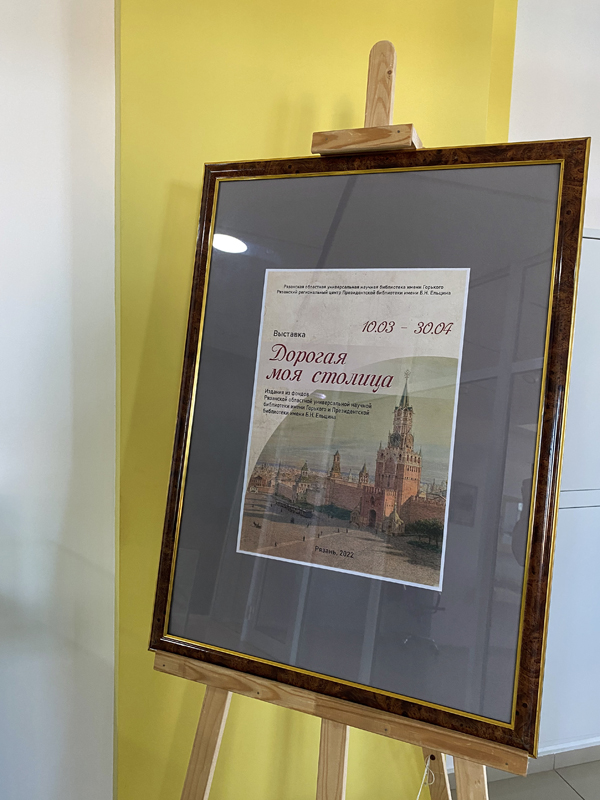 Рязанская областная универсальная научная библиотека имени Горького
Рязанский региональный центр Президентской библиотеки имени Б.Н. Ельцина
10.03 – 30.04
Выставка
Дорогая
моя столица
Издания из фондов
Рязанской областной универсальной научной
библиотеки имени Горького и Президентской
библиотеки имени Б.Н. Ельцина
Рязань, 2022